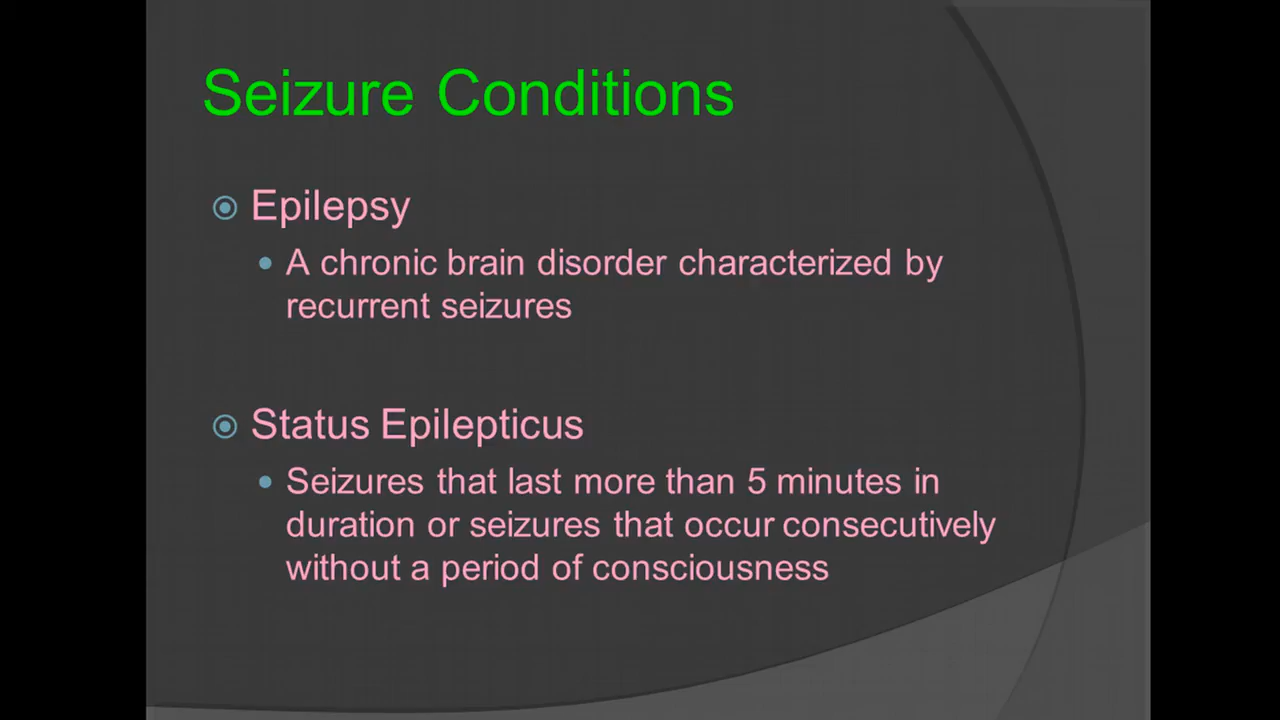 Seizure Conditions
Epilepsy
A chronic brain disorder characterized by
recurrent seizures
Status Epilepticus
Seizures that last more than 5 minutes in
duration or seizures that occur consecutively
without a period of consciousness